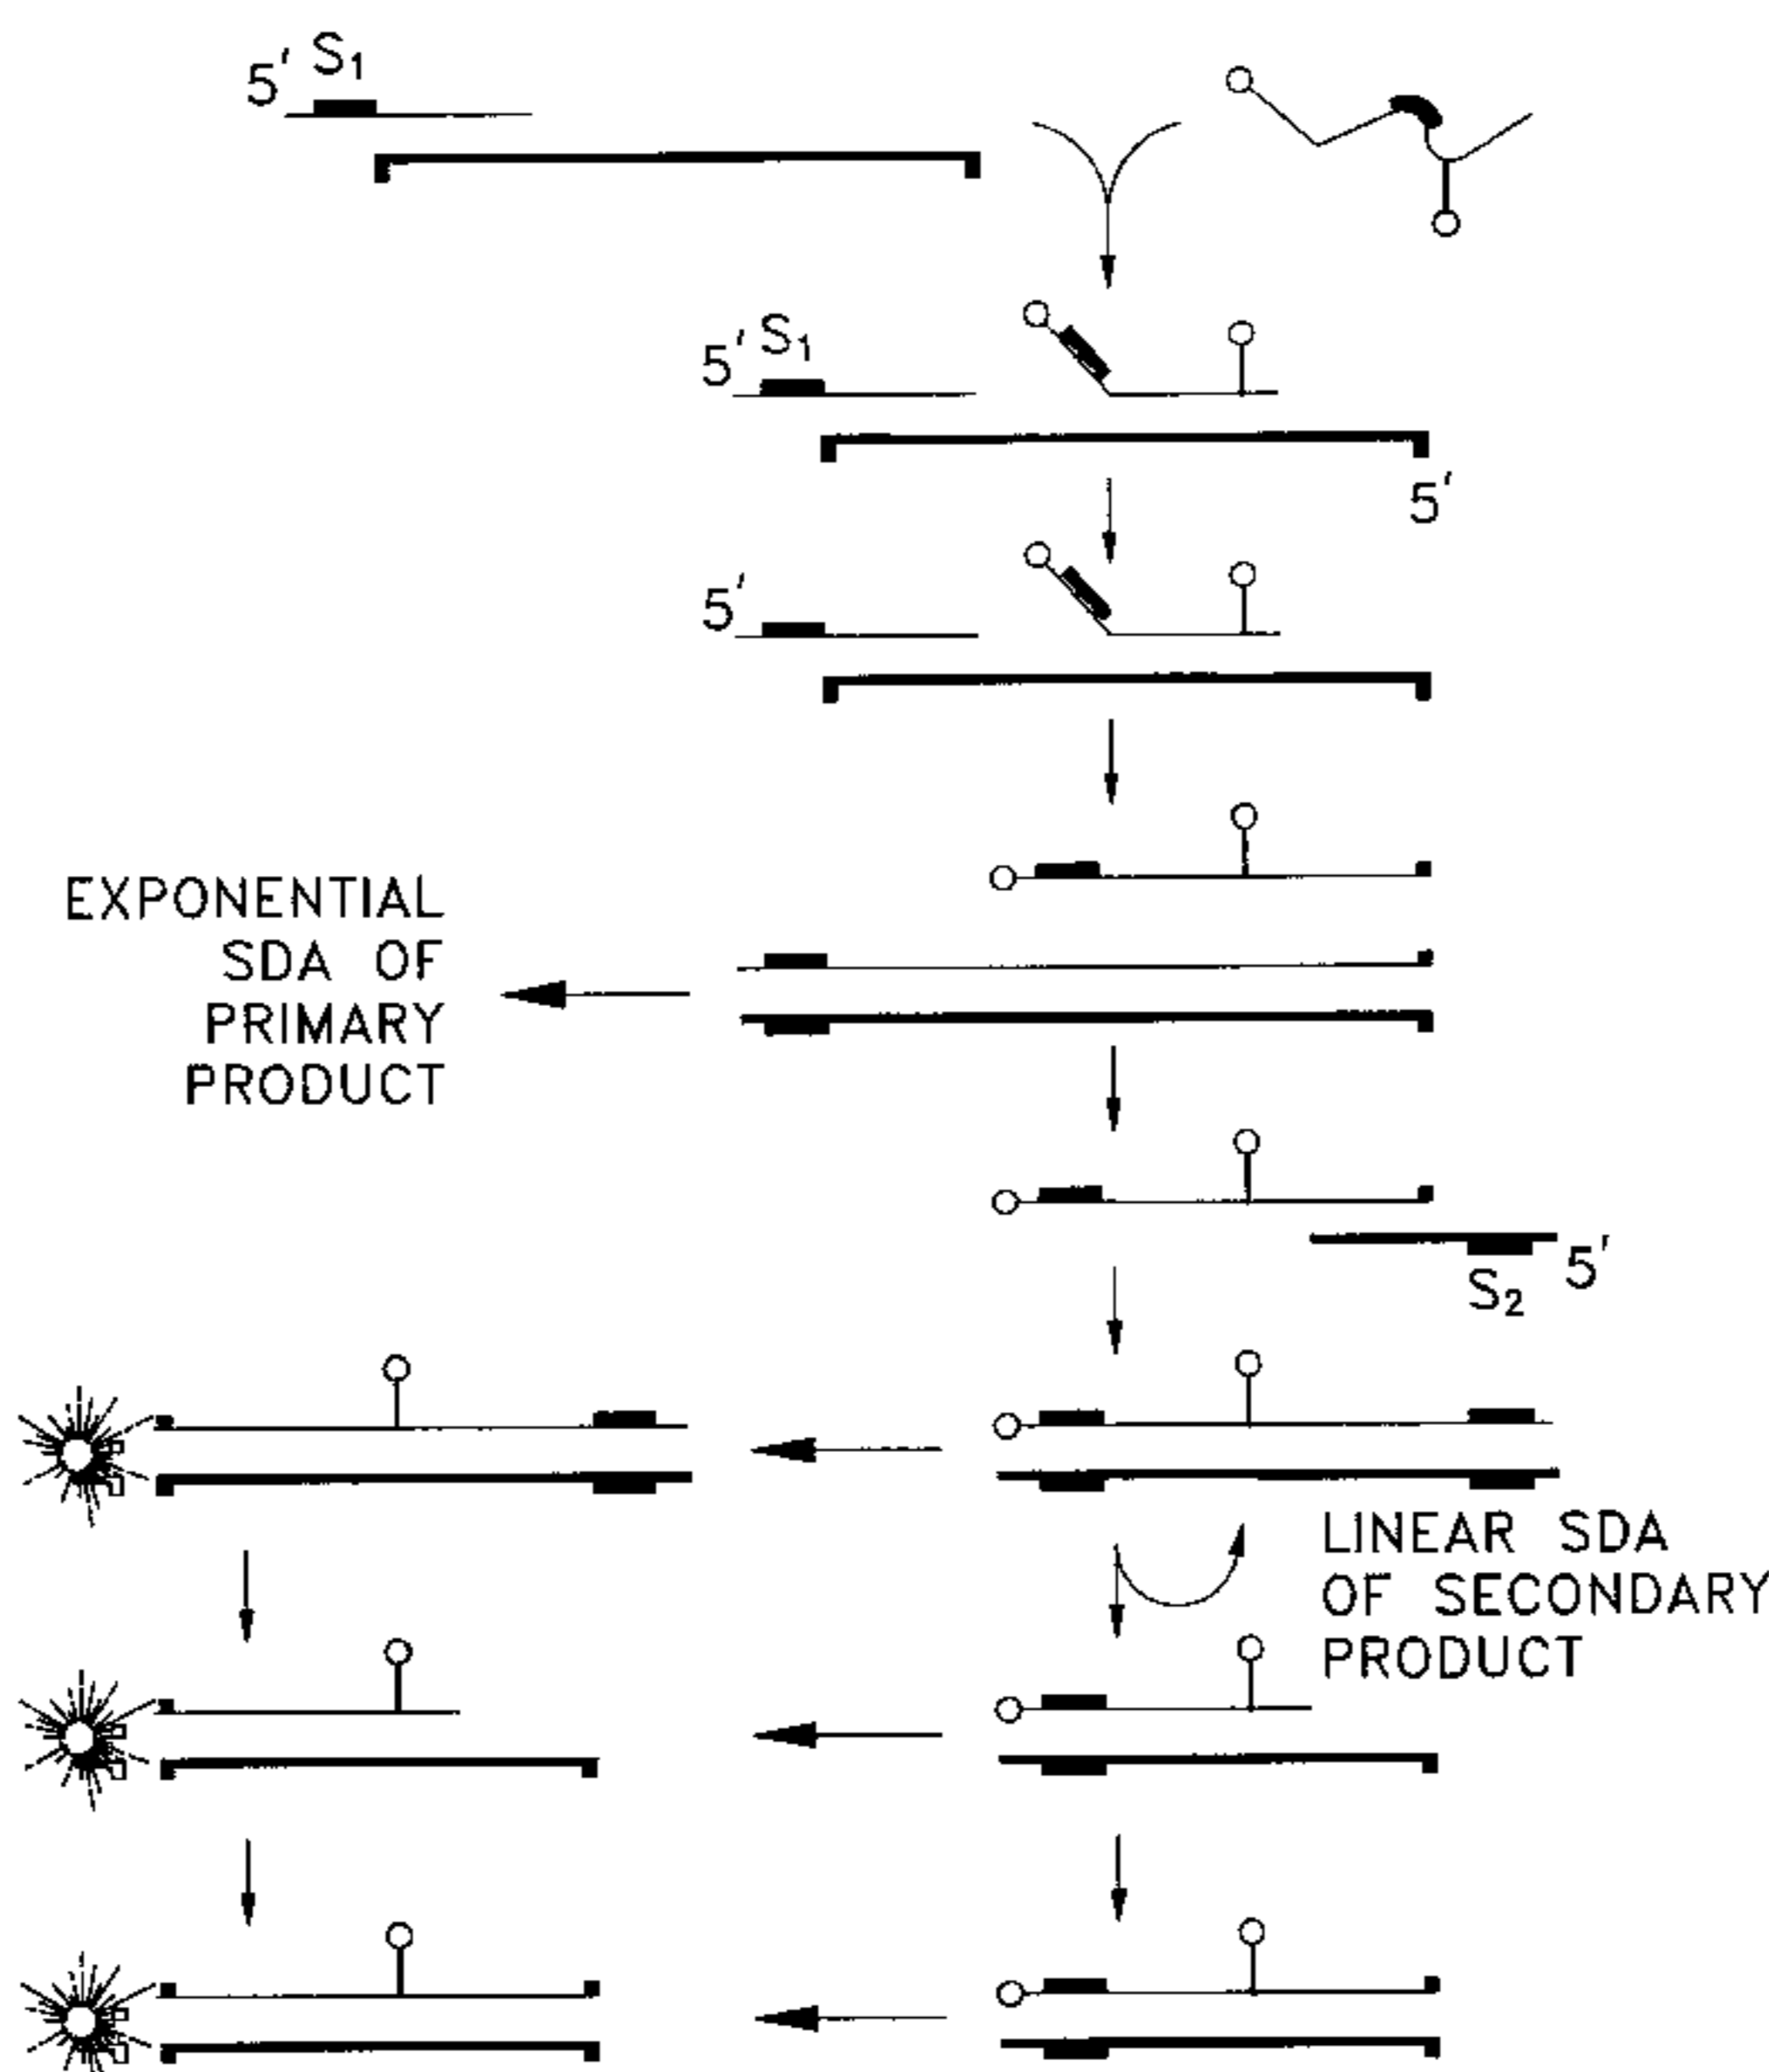 5′ S₁
5′ S₁
5′
5′
EXPONENTIAL
SDA OF
PRIMARY
PRODUCT
5′
S₂
LINEAR SDA
OF SECONDARY
PRODUCT